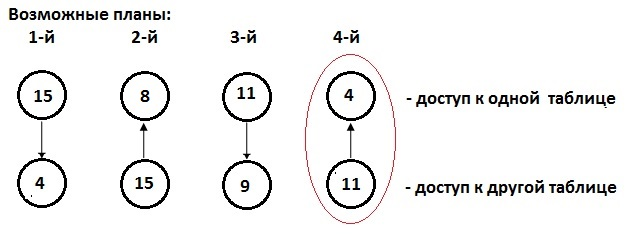 Возможные планы:
1-й 2-й 3-й 4-й
15 8 11 4 - доступ к одной таблице
4 15 9 11 - доступ к другой таблице